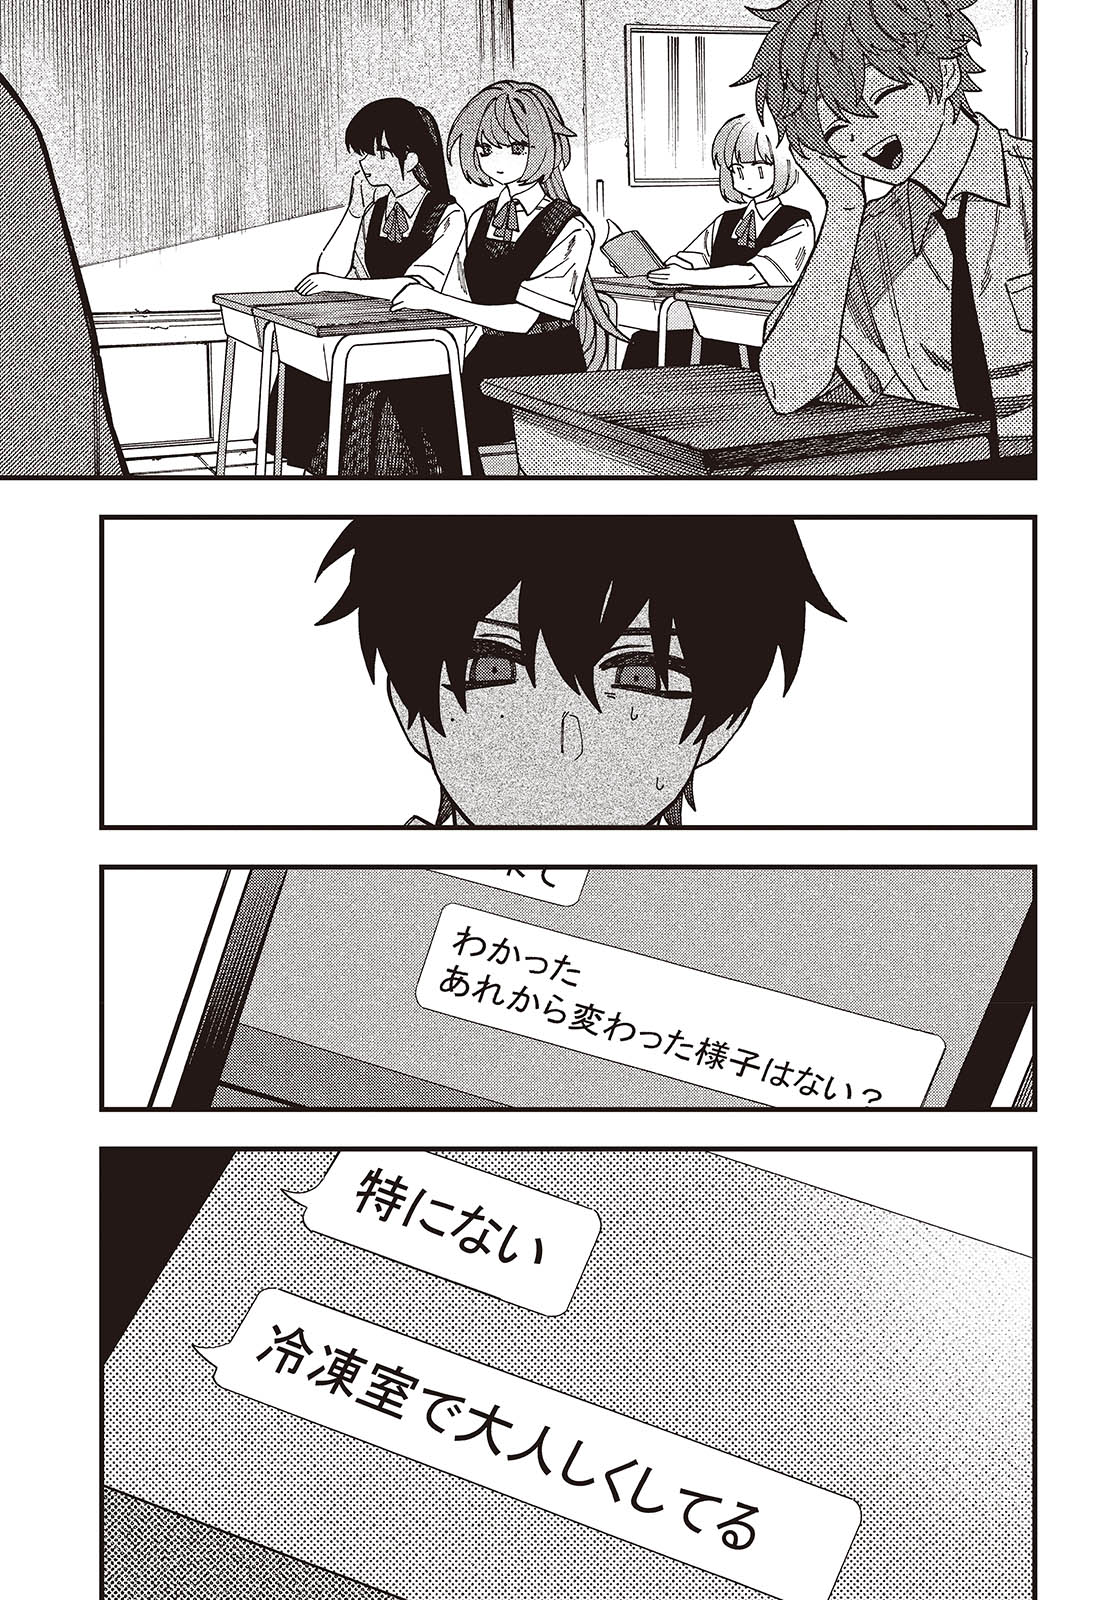 わかった
あれから変わった様子はない？
特にない
冷凍室で大人しくしてる